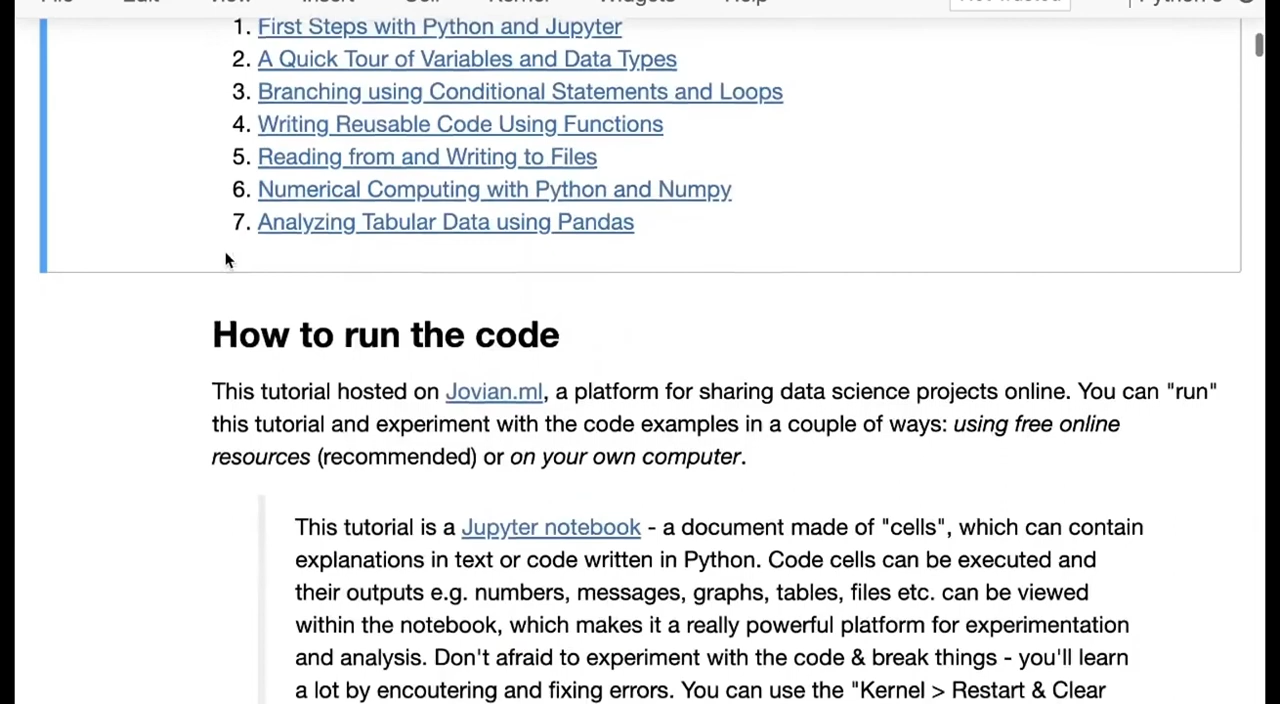 File Edit View Insert Cell Kernel Widgets Help
1. First Steps with Python and Jupyter
2. A Quick Tour of Variables and Data Types
3. Branching using Conditional Statements and Loops
4. Writing Reusable Code Using Functions
5. Reading from and Writing to Files
6. Numerical Computing with Python and Numpy
7. Analyzing Tabular Data using Pandas
How to run the code
This tutorial hosted on Jovian.ml, a platform for sharing data science projects online. You can "run"
this tutorial and experiment with the code examples in a couple of ways: using free online
resources (recommended) or on your own computer.
This tutorial is a Jupyter notebook - a document made of "cells", which can contain
explanations in text or code written in Python. Code cells can be executed and
their outputs e.g. numbers, messages, graphs, tables, files etc. can be viewed
within the notebook, which makes it a really powerful platform for experimentation
and analysis. Don't afraid to experiment with the code & break things - you'll learn
a lot by encoutering and fixing errors. You can use the "Kernel > Restart & Clear